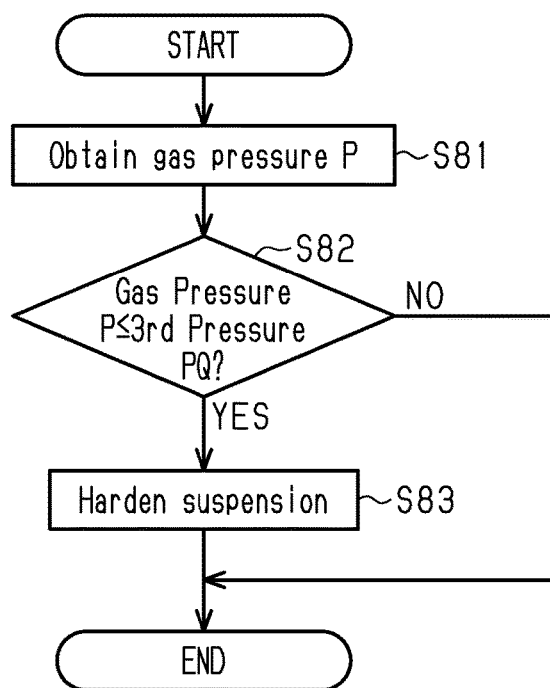 START
Obtain gas pressure P
S81
S82
Gas Pressure
P≤3rd Pressure
PQ?
NO
YES
Harden suspension
S83
END